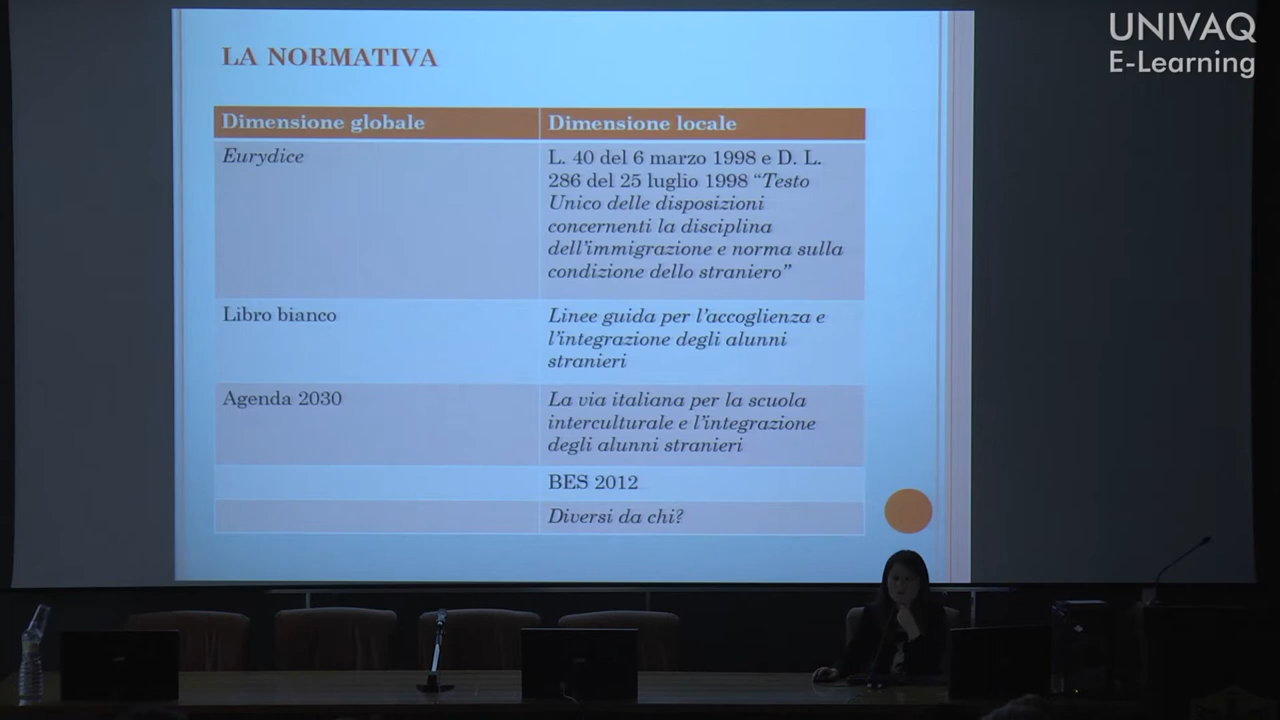 UNIVAQ
E-Learning
LA NORMATIVA
Dimensione globale
Dimensione locale
Eurydice
L. 40 del 6 marzo 1998 e D. L.
286 del 25 luglio 1998 “Testo
Unico delle disposizioni
concernenti la disciplina
dell’immigrazione e norma sulla
condizione dello straniero”
Libro bianco
Linee guida per l’accoglienza e
l’integrazione degli alunni
stranieri
Agenda 2030
La via italiana per la scuola
interculturale e l’integrazione
degli alunni stranieri
BES 2012
Diversi da chi?